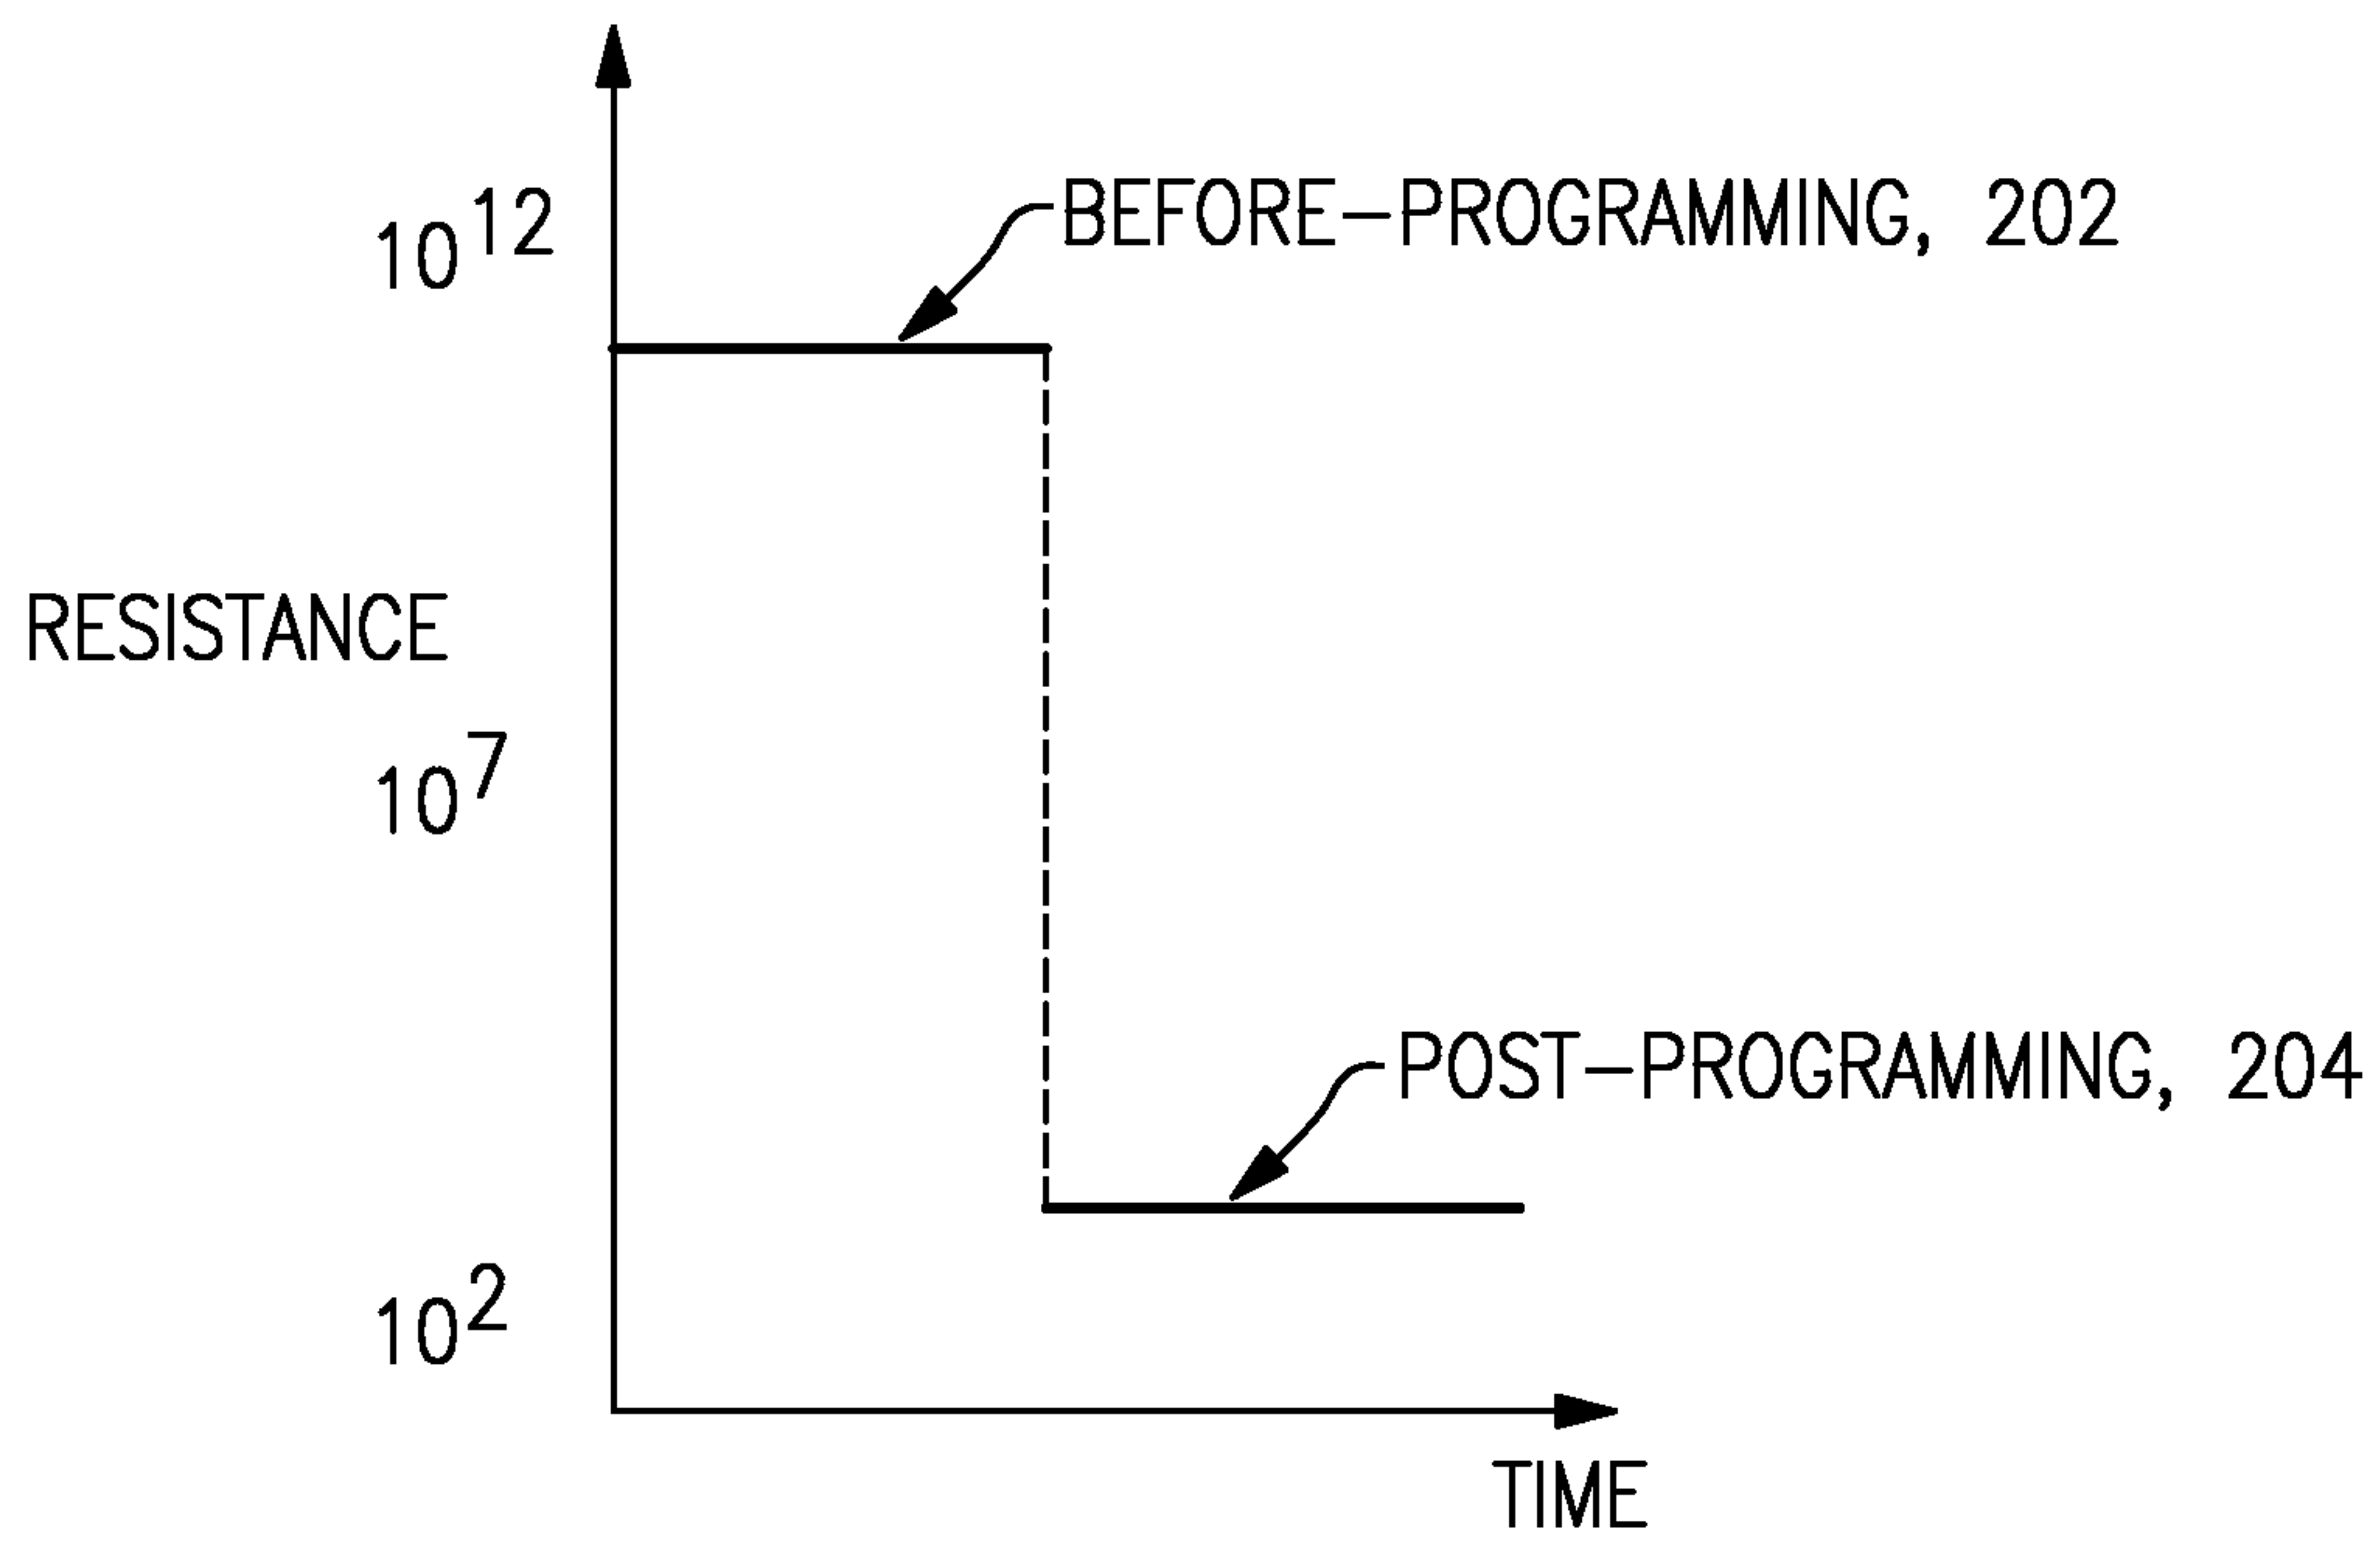 10^12
BEFORE-PROGRAMMING, 202
RESISTANCE
10^7
POST-PROGRAMMING, 204
10^2
TIME